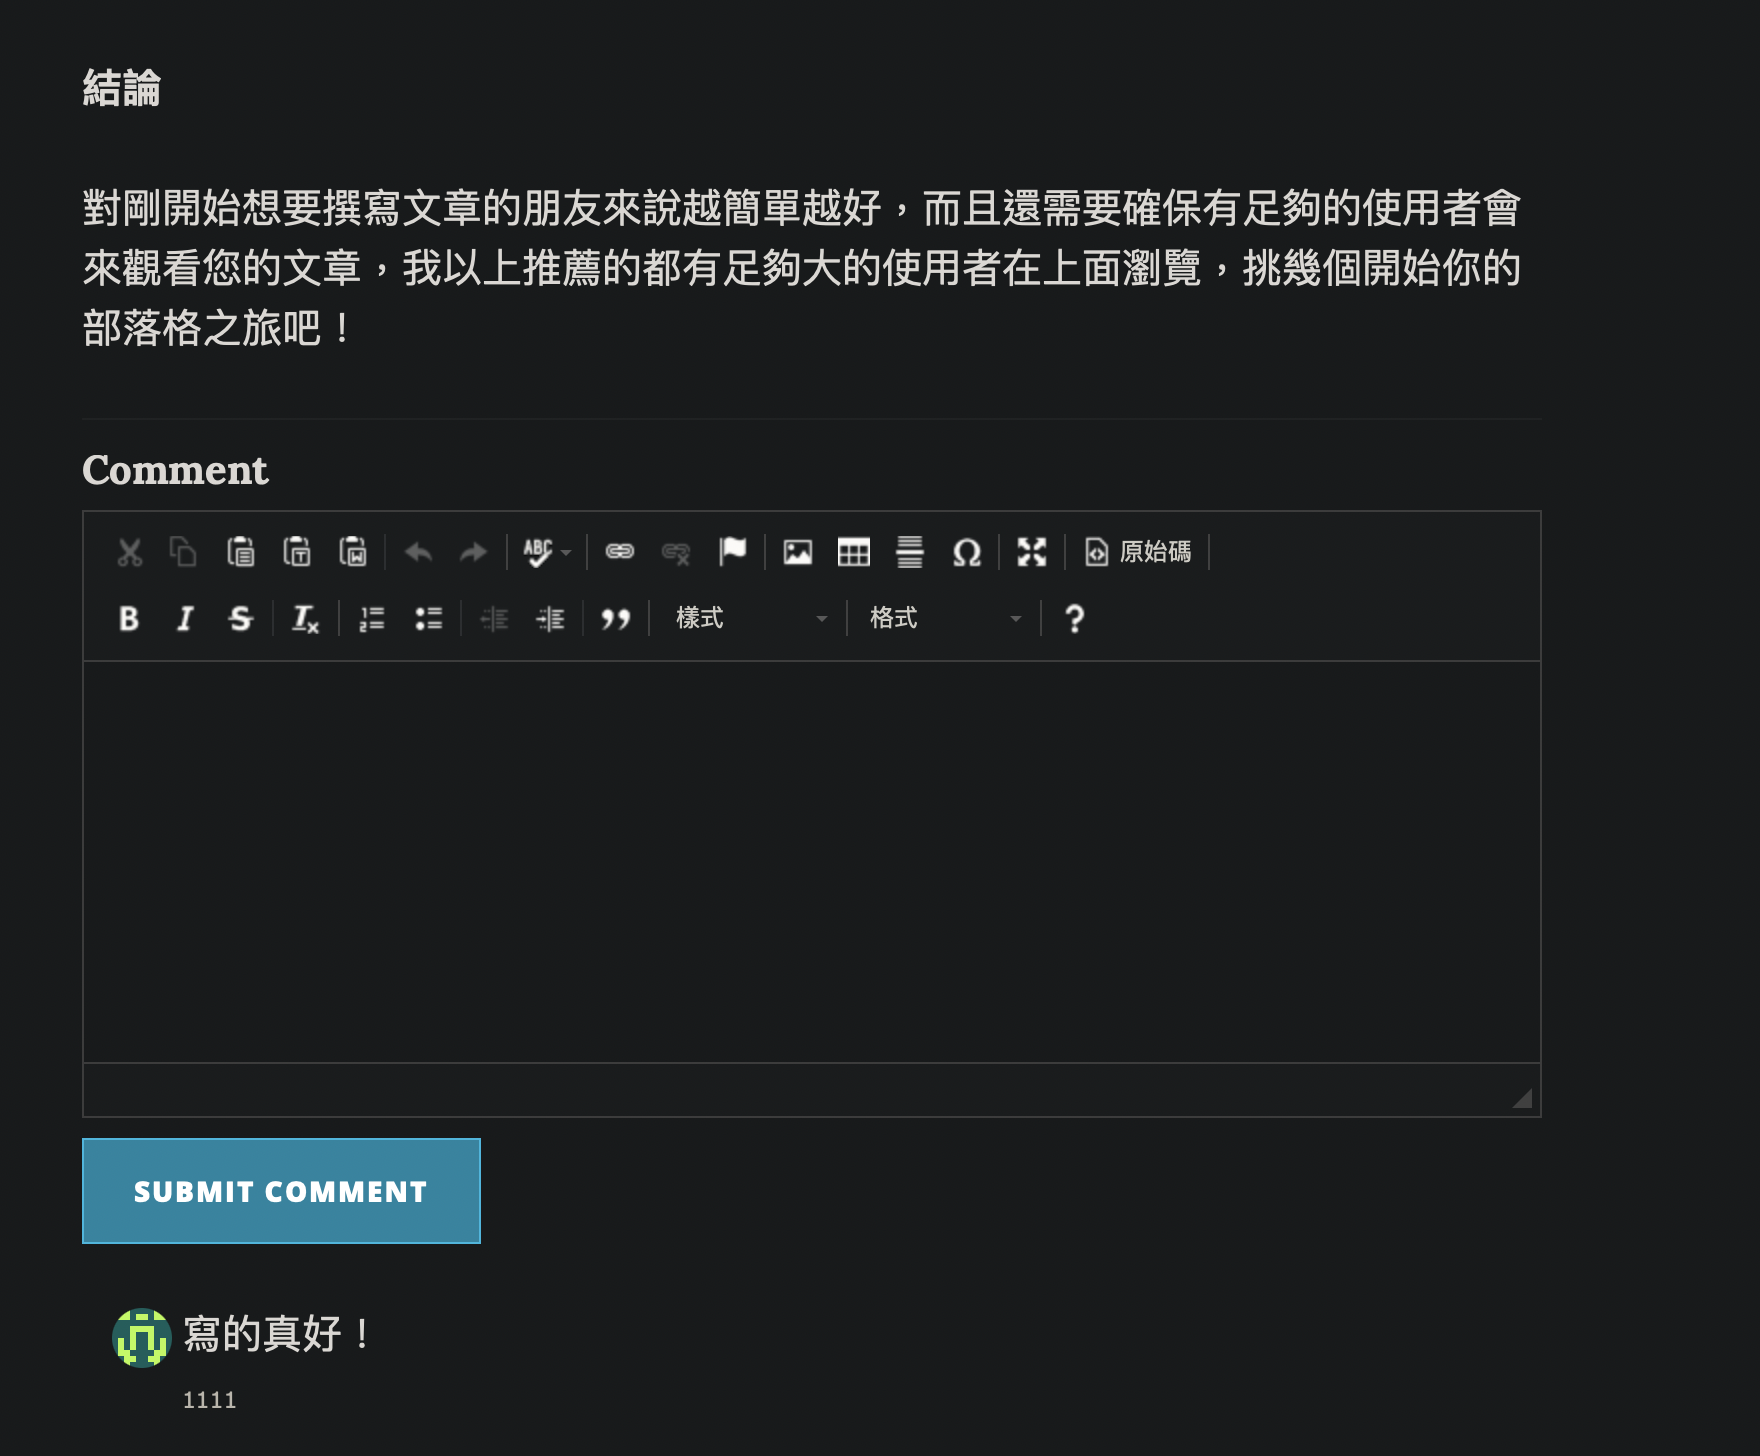 結論
對剛開始想要撰寫文章的朋友來說越簡單越好，而且還需要確保有足夠的使用者會
來觀看您的文章，我以上推薦的都有足夠大的使用者在上面瀏覽，挑幾個開始你的
部落格之旅吧！
Comment
ABC 原始碼
樣式 格式
SUBMIT COMMENT
寫的真好！
1111